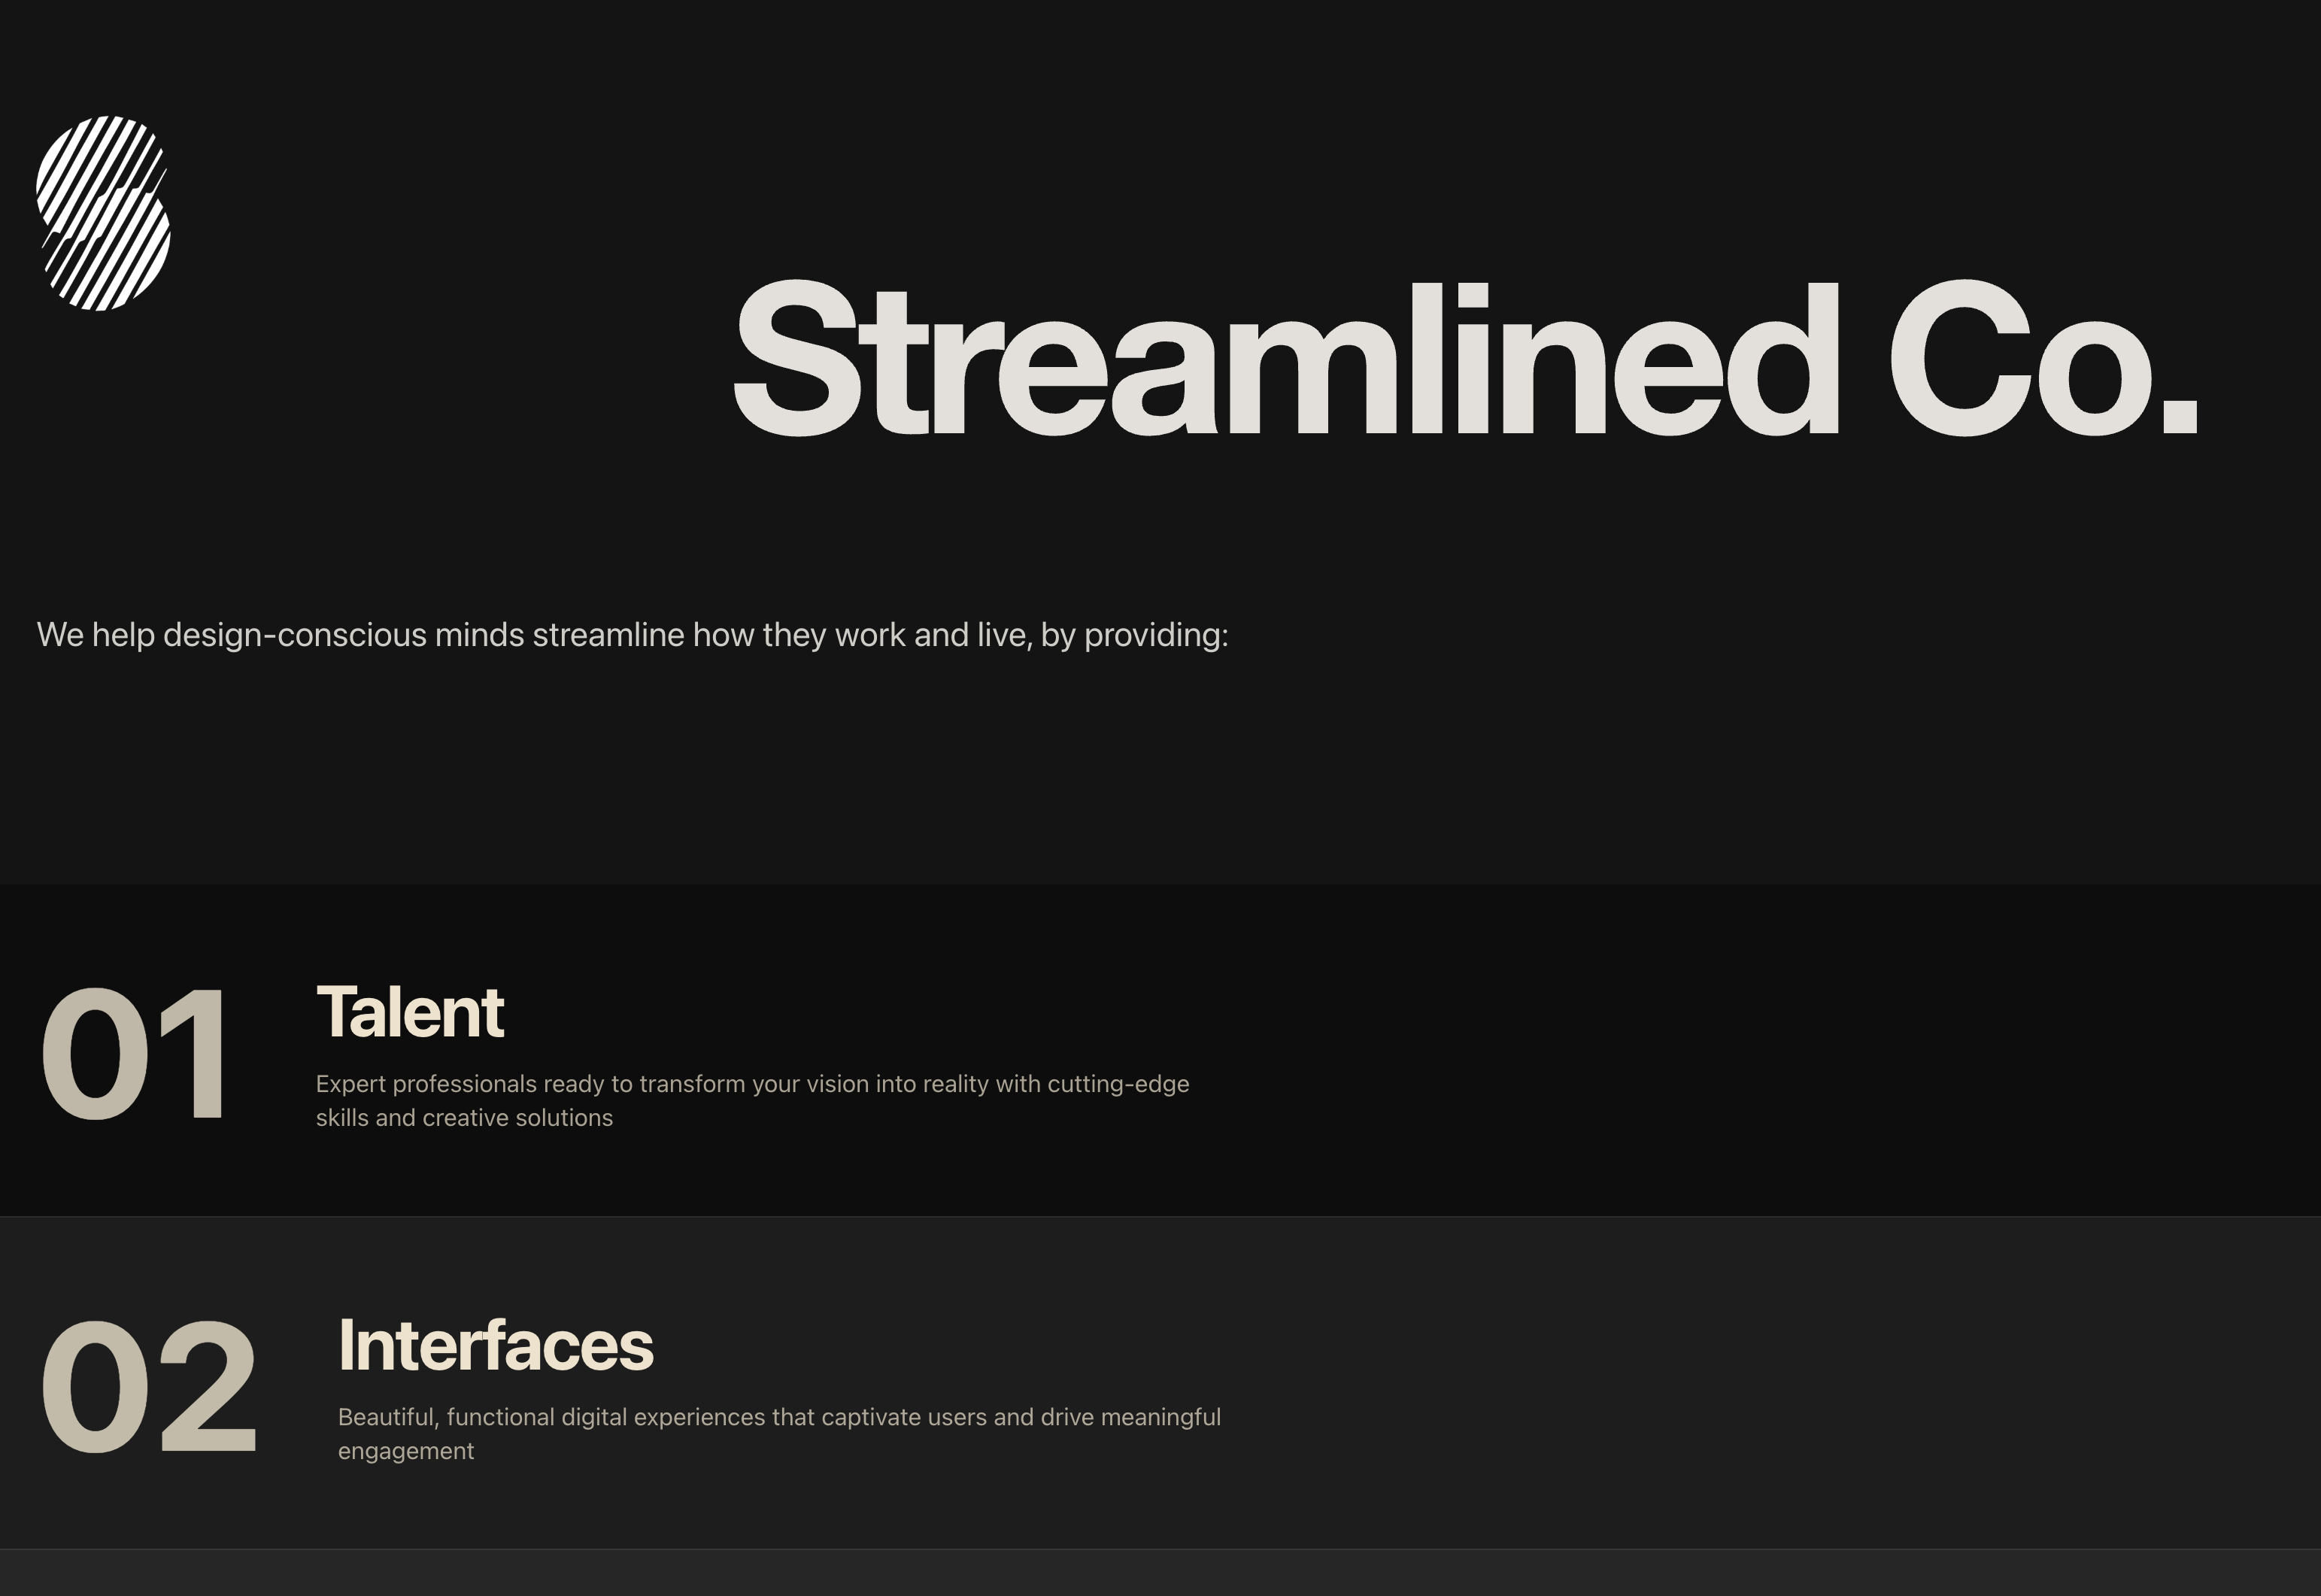 Streamlined Co.
We help design-conscious minds streamline how they work and live, by providing:
01
Talent
Expert professionals ready to transform your vision into reality with cutting-edge
skills and creative solutions
02
Interfaces
Beautiful, functional digital experiences that captivate users and drive meaningful
engagement